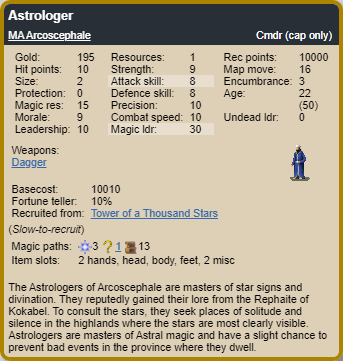 Astrologer
MA Arcoscephale Cmdr (cap only)
Gold: 195 Resources: 1 Rec points: 10000
Hit points: 10 Strength: 9 Map move: 16
Size: 2 Attack skill: 8 Encumbrance: 3
Protection: 0 Defence skill: 8 Age: 22
Magic res: 15 Precision: 10 (50)
Morale: 9 Combat speed: 10 Undead ldr: 0
Leadership: 10 Magic ldr: 30
Weapons:
Dagger
Basecost: 10010
Fortune teller: 10%
Recruited from: Tower of a Thousand Stars
(Slow-to-recruit)
Magic paths: 3 ? 1 13
Item slots: 2 hands, head, body, feet, 2 misc
The Astrologers of Arcoscephale are masters of star signs and
divination. They reputedly gained their lore from the Rephaite of
Kokabel. To consult the stars, they seek places of solitude and
silence in the highlands where the stars are most clearly visible.
Astrologers are masters of Astral magic and have a slight chance to
prevent bad events in the province where they dwell.